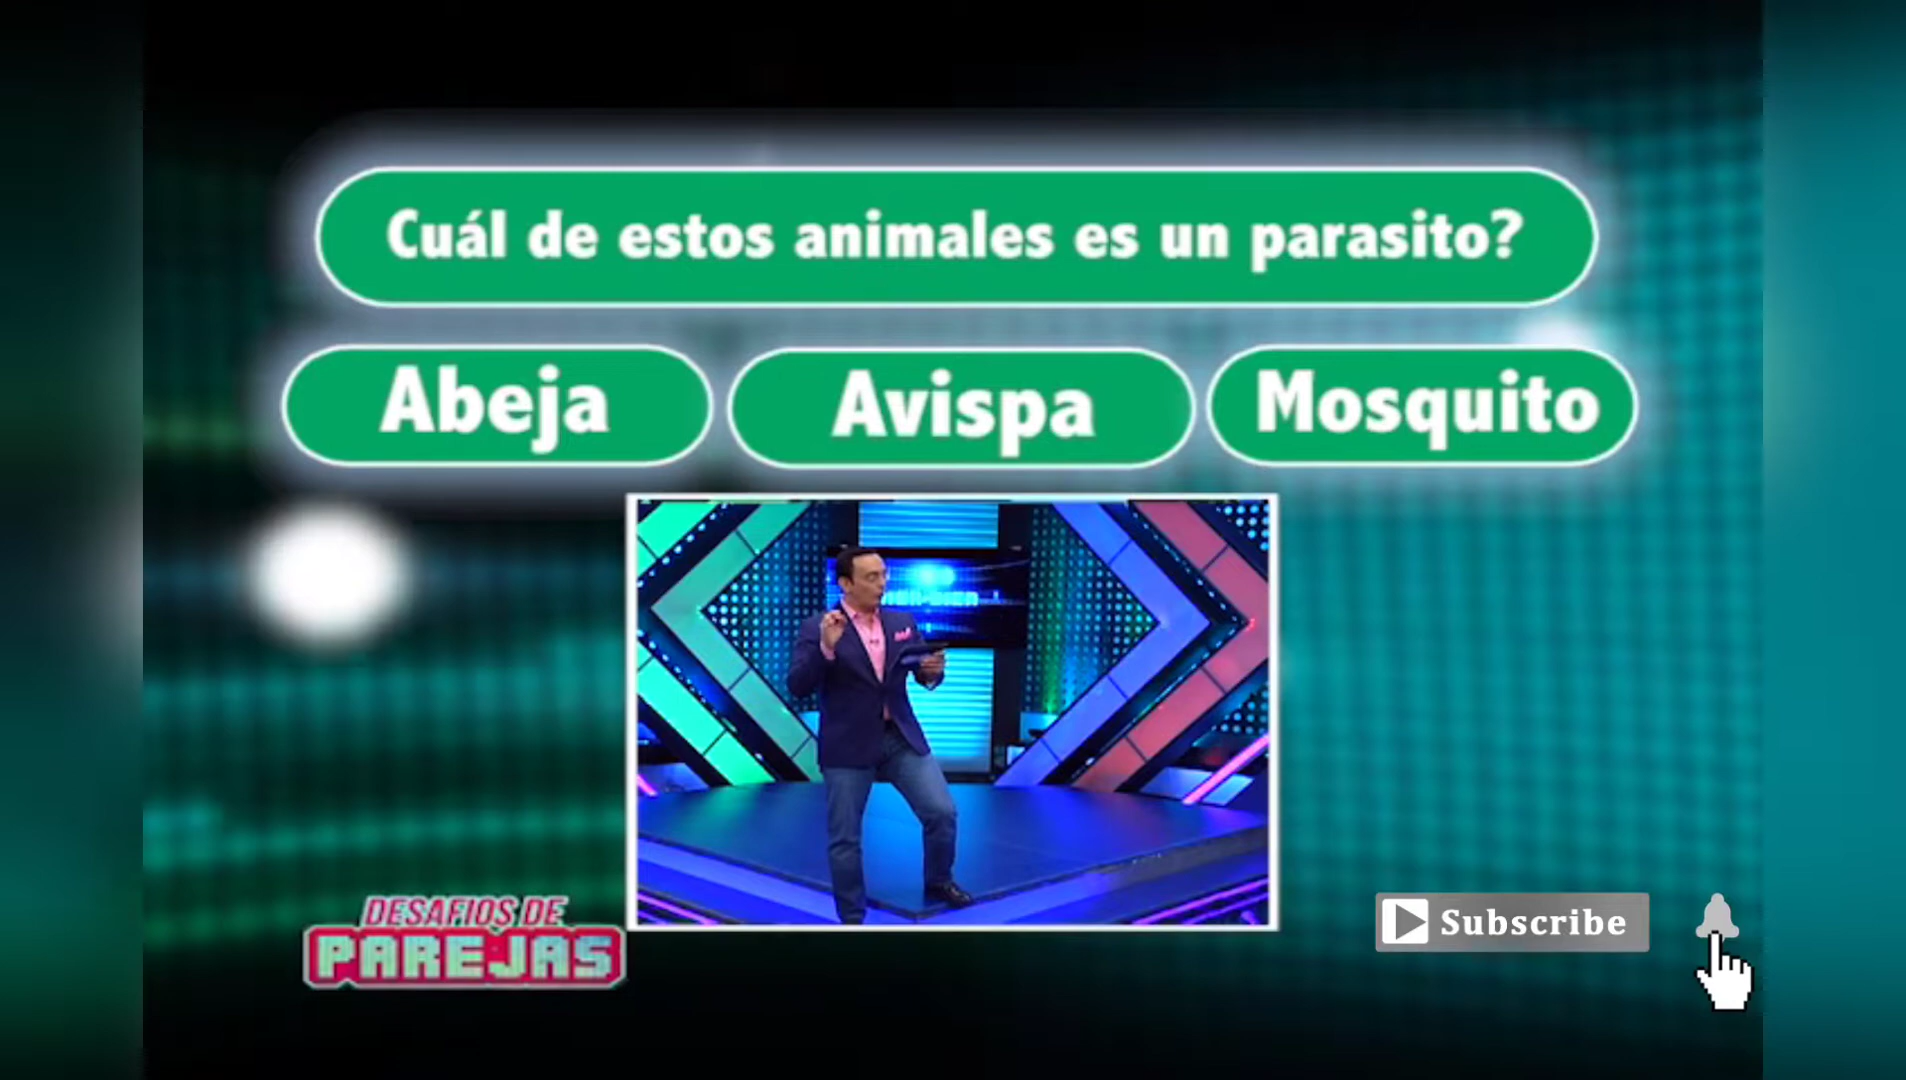 Cuál de estos animales es un parasito?
Abeja
Avispa
Mosquito
DESAFIOS DE
PAREJAS
Subscribe